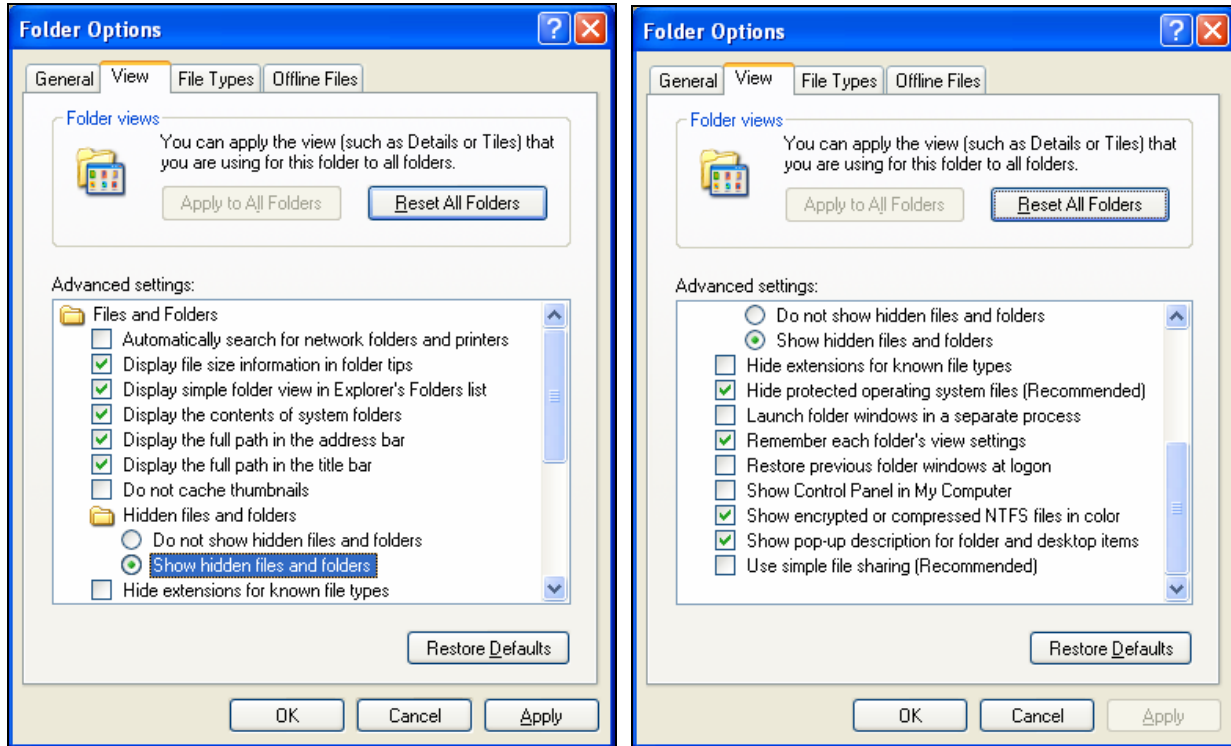 Folder Options
?
X
General
View
File Types
Offline Files
Folder views
You can apply the view (such as Details or Tiles) that
you are using for this folder to all folders.
Apply to All Folders
Reset All Folders
Advanced settings:
Files and Folders
Automatically search for network folders and printers
Display file size information in folder tips
Display simple folder view in Explorer's Folders list
Display the contents of system folders
Display the full path in the address bar
Display the full path in the title bar
Do not cache thumbnails
Hidden files and folders
Do not show hidden files and folders
Show hidden files and folders
Hide extensions for known file types
Restore Defaults
OK
Cancel
Apply
Folder Options
?
X
General
View
File Types
Offline Files
Folder views
You can apply the view (such as Details or Tiles) that
you are using for this folder to all folders.
Apply to All Folders
Reset All Folders
Advanced settings:
Do not show hidden files and folders
Show hidden files and folders
Hide extensions for known file types
Hide protected operating system files (Recommended)
Launch folder windows in a separate process
Remember each folder's view settings
Restore previous folder windows at logon
Show Control Panel in My Computer
Show encrypted or compressed NTFS files in color
Show pop-up description for folder and desktop items
Use simple file sharing (Recommended)
Restore Defaults
OK
Cancel
Apply